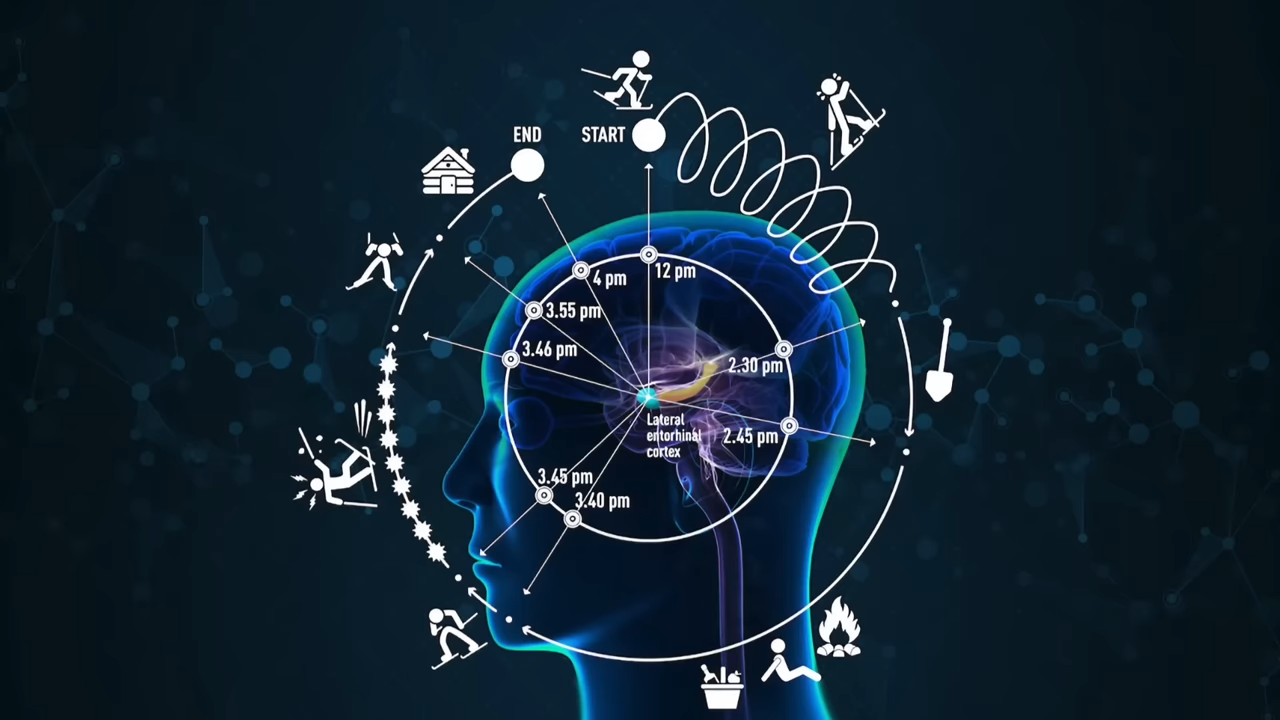 END
START
12 pm
4 pm
3.55 pm
3.46 pm
2.30 pm
Lateral
entorhinal
cortex
2.45 pm
3.45 pm
3.40 pm